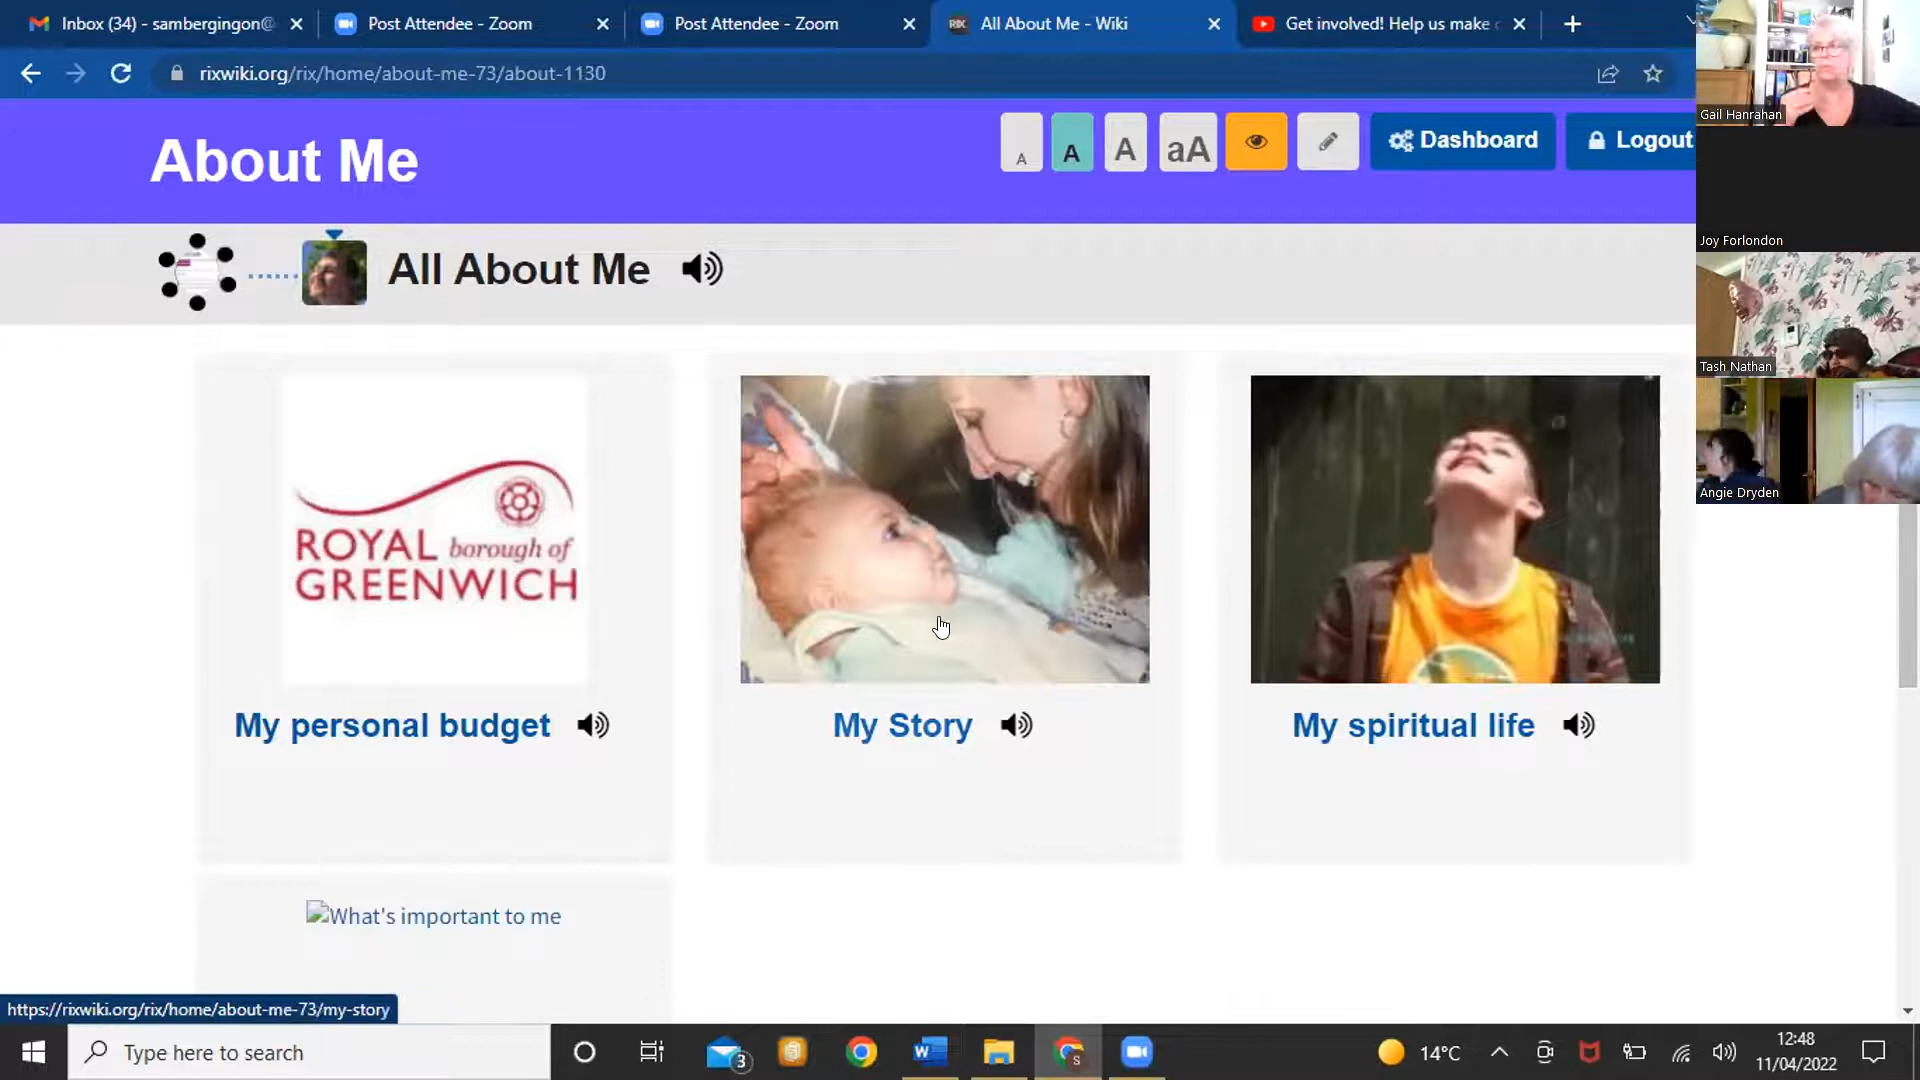 Inbox (34) - sambergingon@
Post Attendee - Zoom
Post Attendee - Zoom
RIX
All About Me - Wiki
Get involved! Help us make
rixwiki.org/rix/home/about-me-73/about-1130
About Me
A
A
A
aA
Dashboard
Logout
Gail Hanrahan
Joy Forlondon
Tash Nathan
Angie Dryden
All About Me
ROYAL borough of
GREENWICH
My personal budget
My Story
My spiritual life
What's important to me
https://rixwiki.org/rix/home/about-me-73/my-story
Type here to search
3
W
S
14°C
12:48
11/04/2022